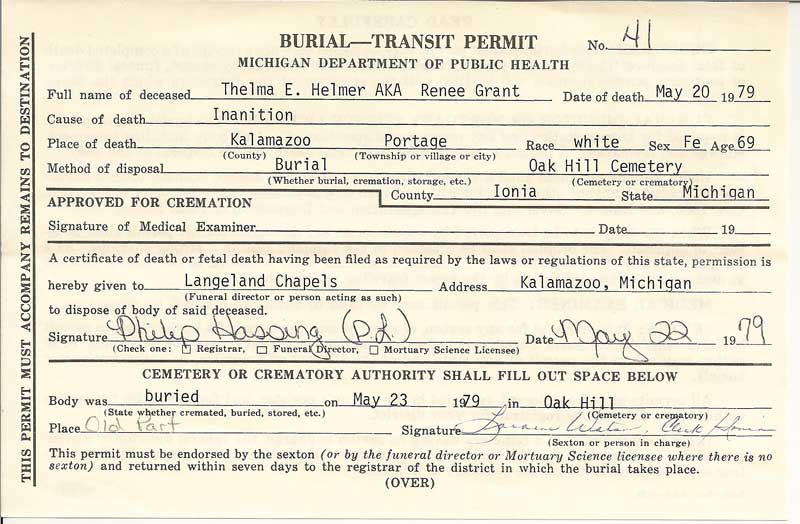 BURIAL—TRANSIT PERMIT No. 41
MICHIGAN DEPARTMENT OF PUBLIC HEALTH
Full name of deceased Thelma E. Helmer AKA Renee Grant Date of death May 20 1979
Cause of death Inanition
Place of death Kalamazoo Portage Race white Sex Fe Age 69
(County) (Township or village or city)
Method of disposal Burial Oak Hill Cemetery
(Whether burial, cremation, storage, etc.) (Cemetery or crematory)
County Ionia State Michigan
APPROVED FOR CREMATION
Signature of Medical Examiner Date 19
A certificate of death or fetal death having been filed as required by the laws or regulations of this state, permission is
hereby given to Langeland Chapels Address Kalamazoo, Michigan
(Funeral director or person acting as such)
to dispose of body of said deceased.
Signature Philip (P.L.) Date May 22 1979
(Check one: Registrar, Funeral Director, Mortuary Science Licensee)
CEMETERY OR CREMATORY AUTHORITY SHALL FILL OUT SPACE BELOW
Body was buried on May 23 1979 in Oak Hill
(State whether cremated, buried, stored, etc.) (Cemetery or crematory)
Place Old Part Signature
(Sexton or person in charge)
This permit must be endorsed by the sexton (or by the funeral director or Mortuary Science licensee where there is no
sexton) and returned within seven days to the registrar of the district in which the burial takes place.
(OVER)
THIS PERMIT MUST ACCOMPANY REMAINS TO DESTINATION